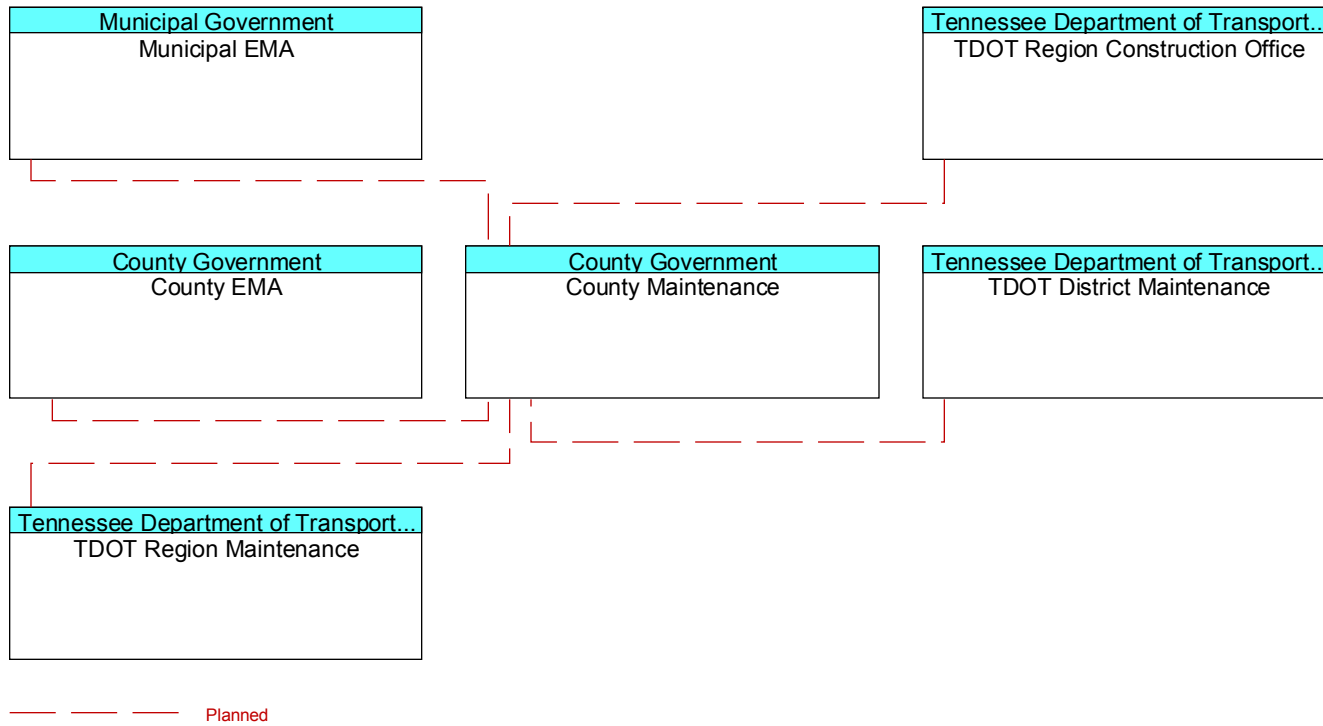 Municipal Government
Municipal EMA
Tennessee Department of Transport...
TDOT Region Construction Office
County Government
County EMA
County Government
County Maintenance
Tennessee Department of Transport...
TDOT District Maintenance
Tennessee Department of Transport...
TDOT Region Maintenance
Planned